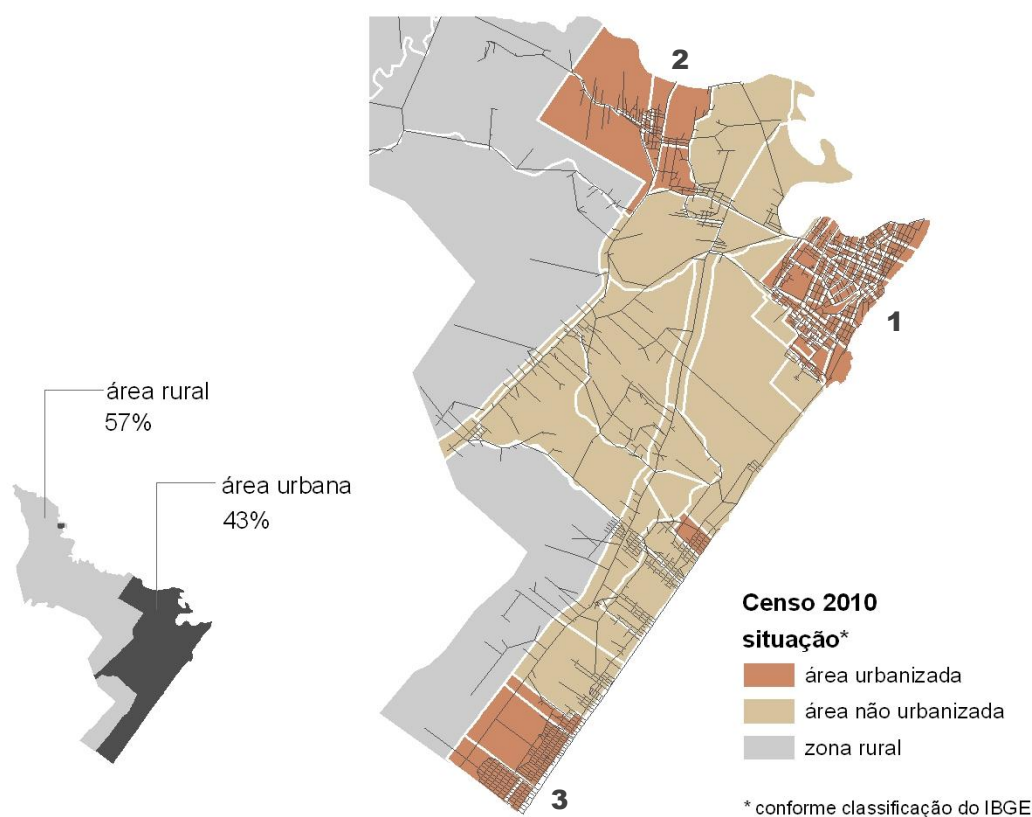 2
1
área rural
57%
área urbana
43%
3
Censo 2010
situação*
área urbanizada
área não urbanizada
zona rural
* conforme classificação do IBGE